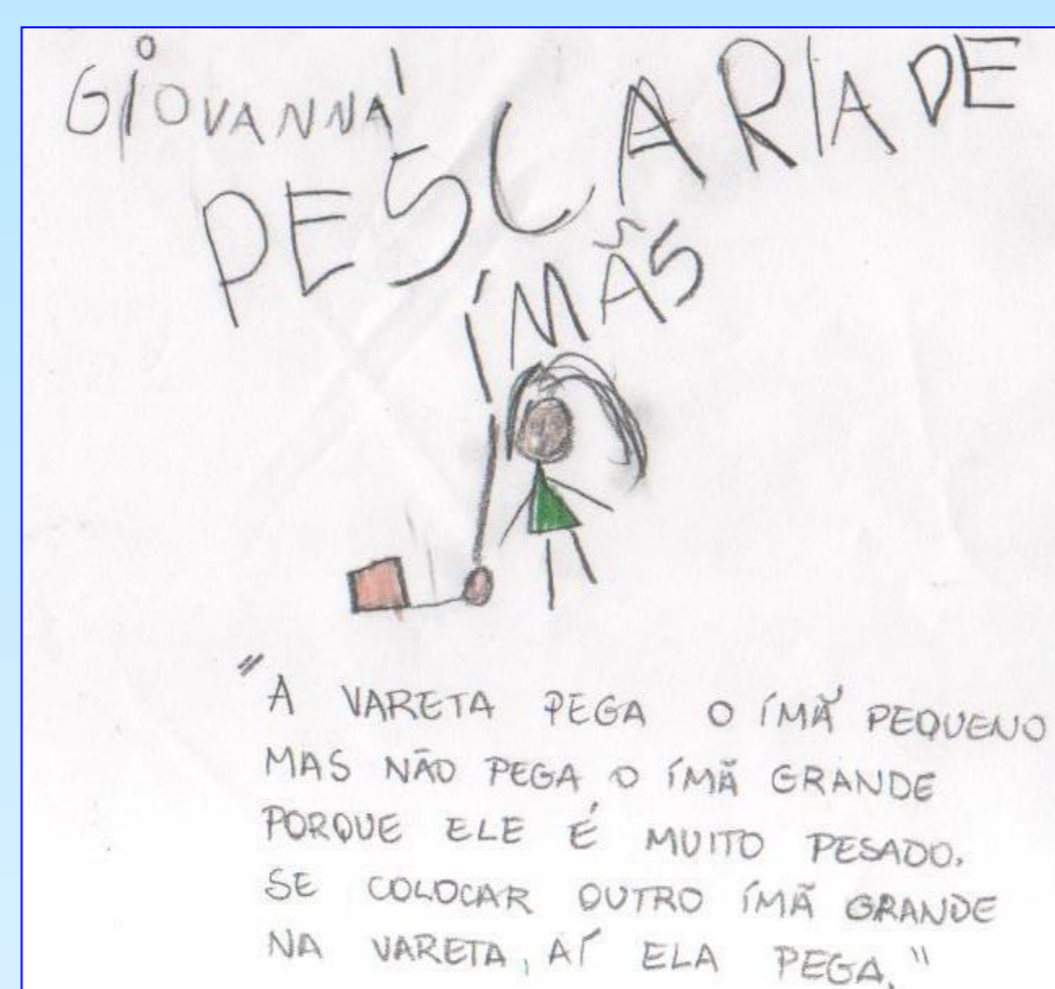 GIOVANNA
PESCARIA DE
ÍMÃS
"A VARETA PEGA O ÍMÃ PEQUENO
MAS NÃO PEGA O ÍMÃ GRANDE
PORQUE ELE É MUITO PESADO.
SE COLOCAR OUTRO ÍMÃ GRANDE
NA VARETA, AÍ ELA PEGA."